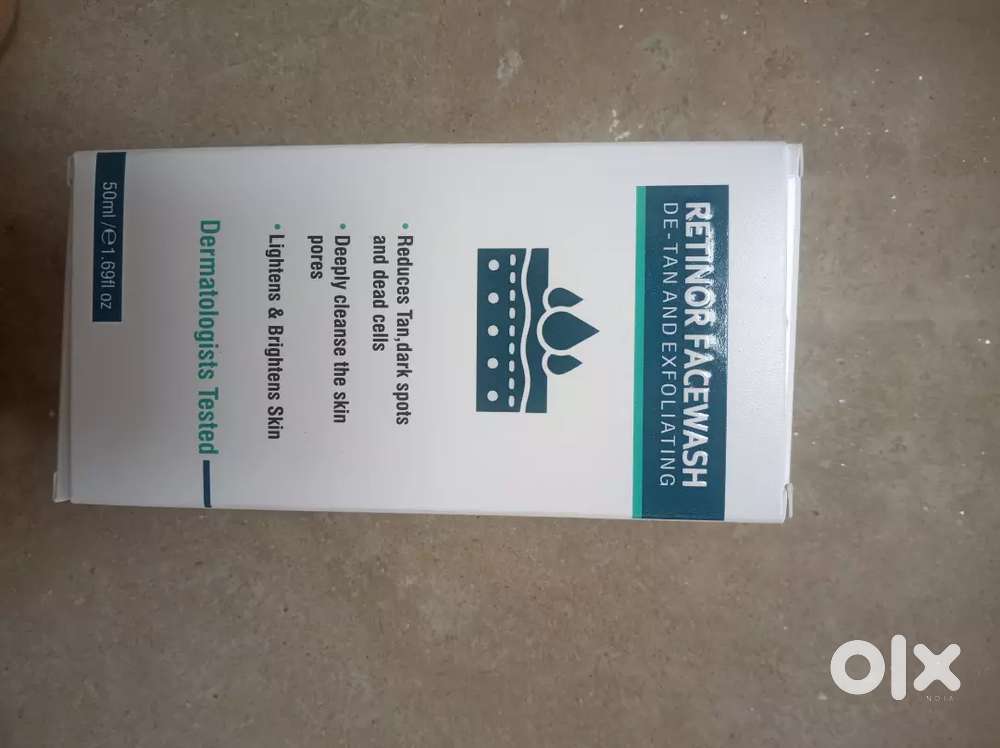 RETINOR FACEWASH
DE-TAN AND EXFOLIATING
• Reduces Tan,dark spots
and dead cells
• Deeply cleanse the skin
pores
• Lightens & Brightens Skin
Dermatologists Tested
50ml/℮1.69fl oz
olx
INDIA